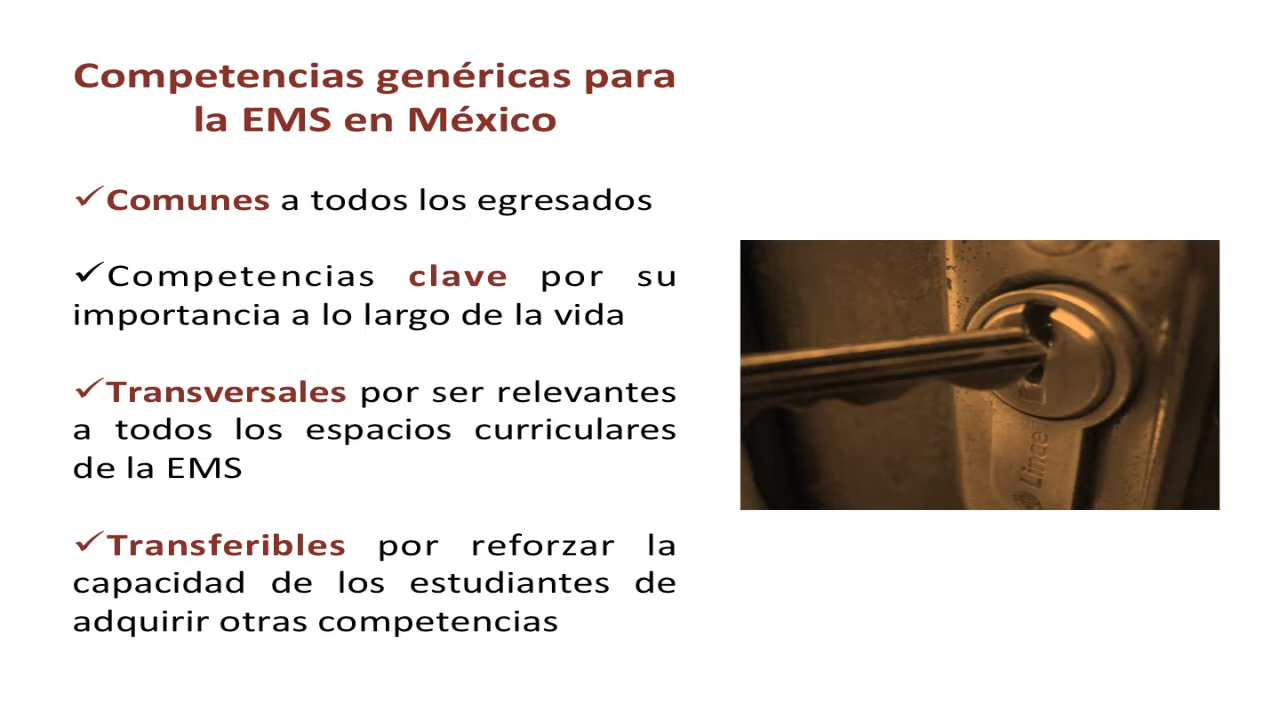 Competencias genéricas para
la EMS en México
✓Comunes a todos los egresados
✓Competencias clave por su
importancia a lo largo de la vida
✓Transversales por ser relevantes
a todos los espacios curriculares
de la EMS
✓Transferibles por reforzar la
capacidad de los estudiantes de
adquirir otras competencias
Lince